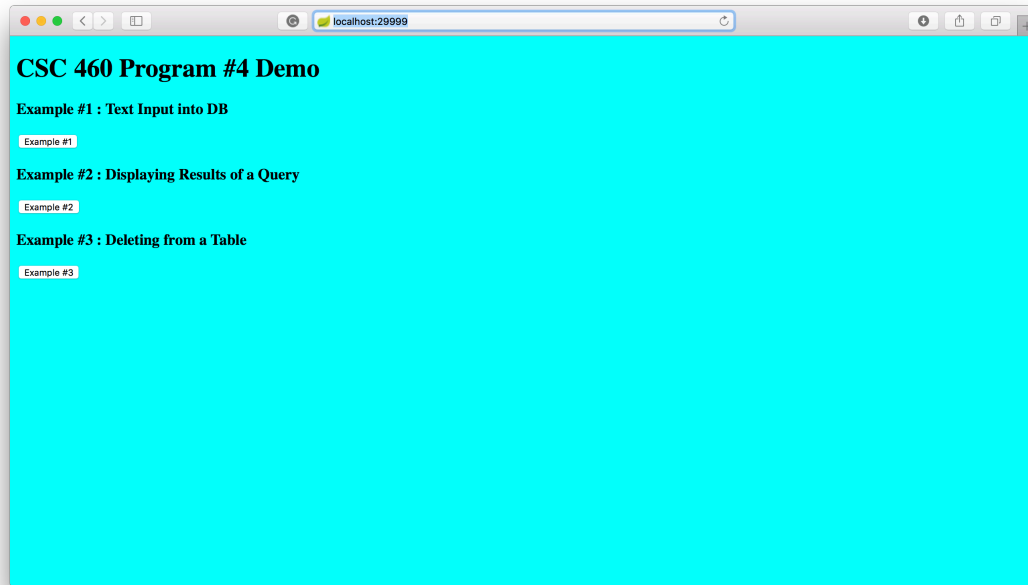 localhost:29999
CSC 460 Program #4 Demo
Example #1 : Text Input into DB
Example #1
Example #2 : Displaying Results of a Query
Example #2
Example #3 : Deleting from a Table
Example #3